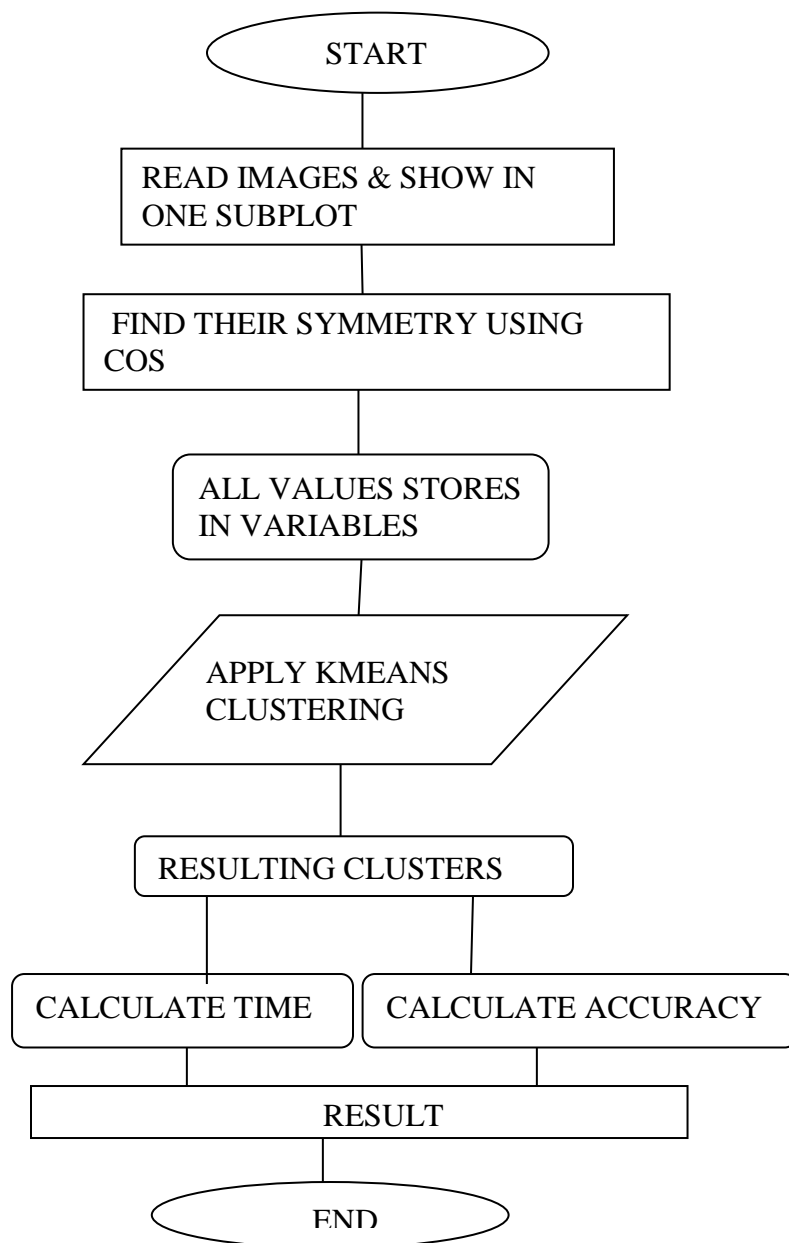 START
READ IMAGES & SHOW IN
ONE SUBPLOT
FIND THEIR SYMMETRY USING
COS
ALL VALUES STORES
IN VARIABLES
APPLY KMEANS
CLUSTERING
RESULTING CLUSTERS
CALCULATE TIME
CALCULATE ACCURACY
RESULT
END